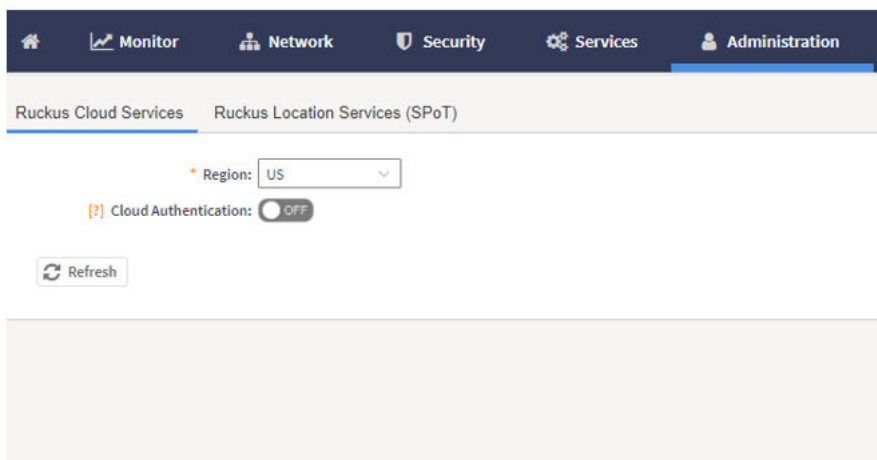 Monitor Network Security Services Administration
Ruckus Cloud Services Ruckus Location Services (SPoT)
* Region: US
[?] Cloud Authentication: OFF
Refresh